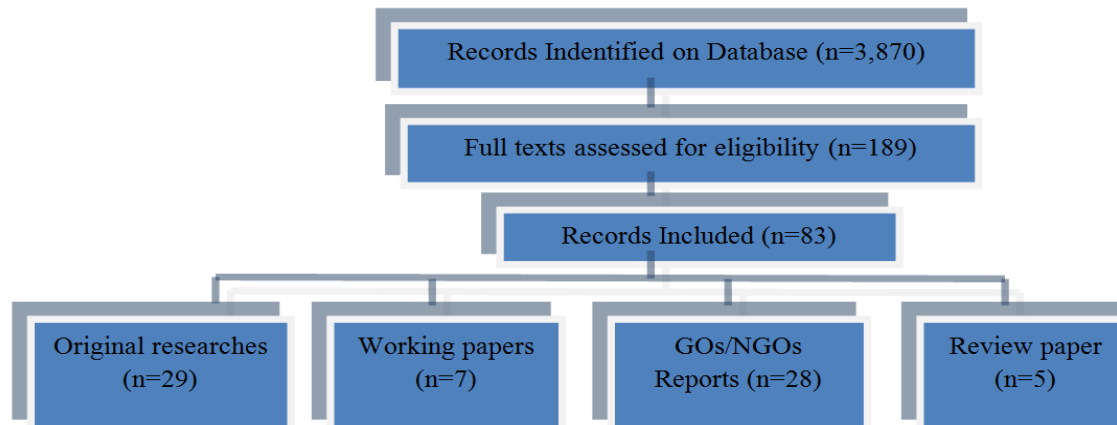 Records Indentified on Database (n=3,870)
Full texts assessed for eligibility (n=189)
Records Included (n=83)
Original researches
(n=29)
Working papers
(n=7)
GOs/NGOs
Reports (n=28)
Review paper
(n=5)